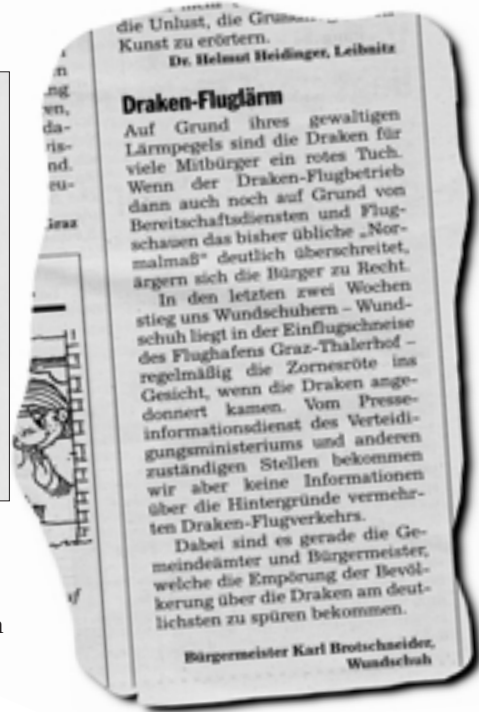 die Unlust, die
Kunst zu erörtern.
Dr. Helmut Heidinger, Leibnitz
Draken-Fluglärm
Auf Grund ihres gewaltigen
Lärmpegels sind die Draken für
viele Mitbürger ein rotes Tuch.
Wenn der Draken-Flugbetrieb
dann auch noch auf Grund von
Bereitschaftsdiensten und Flug-
schauen das bisher übliche „Nor-
malmaß“ deutlich überschreitet,
ärgern sich die Bürger zu Recht.
In den letzten zwei Wochen
stieg uns Wundschuhern – Wund-
schuh liegt in der Einflugschneise
des Flughafens Graz-Thalerhof –
regelmäßig die Zornesröte ins
Gesicht, wenn die Draken ange-
donnert kamen. Vom Presse-
informationsdienst des Verteidi-
gungsministeriums und anderen
zuständigen Stellen bekommen
wir aber keine Informationen
über die Hintergründe vermehr-
ten Draken-Flugverkehrs.
Dabei sind es gerade die Ge-
meindeämter und Bürgermeister,
welche die Empörung der Bevöl-
kerung über die Draken am deut-
lichsten zu spüren bekommen.
Bürgermeister Karl Brotschneider,
Wundschuh